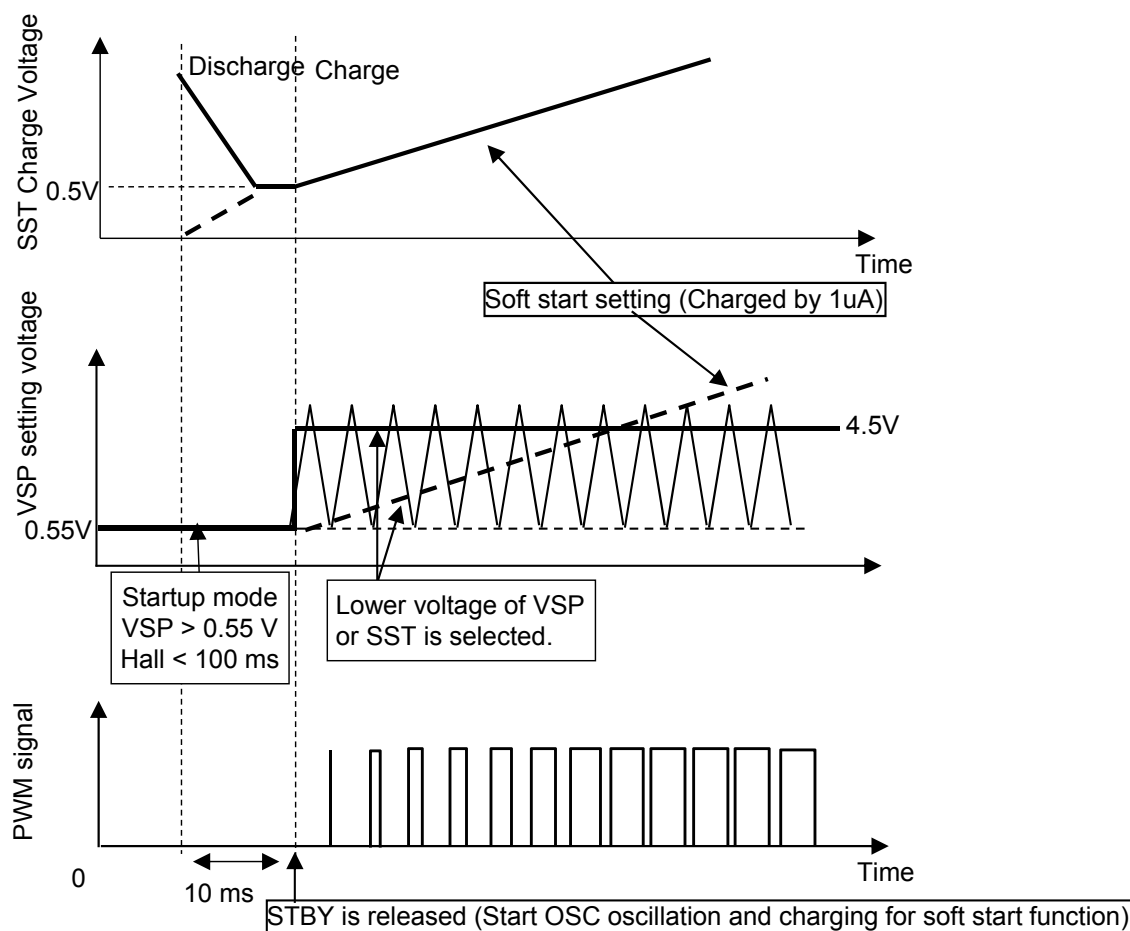 SST Charge Voltage
Discharge
Charge
0.5V
Time
Soft start setting (Charged by 1uA)
VSP setting voltage
4.5V
0.55V
Startup mode
VSP > 0.55 V
Hall < 100 ms
Lower voltage of VSP
or SST is selected.
PWM signal
0
10 ms
Time
STBY is released (Start OSC oscillation and charging for soft start function)